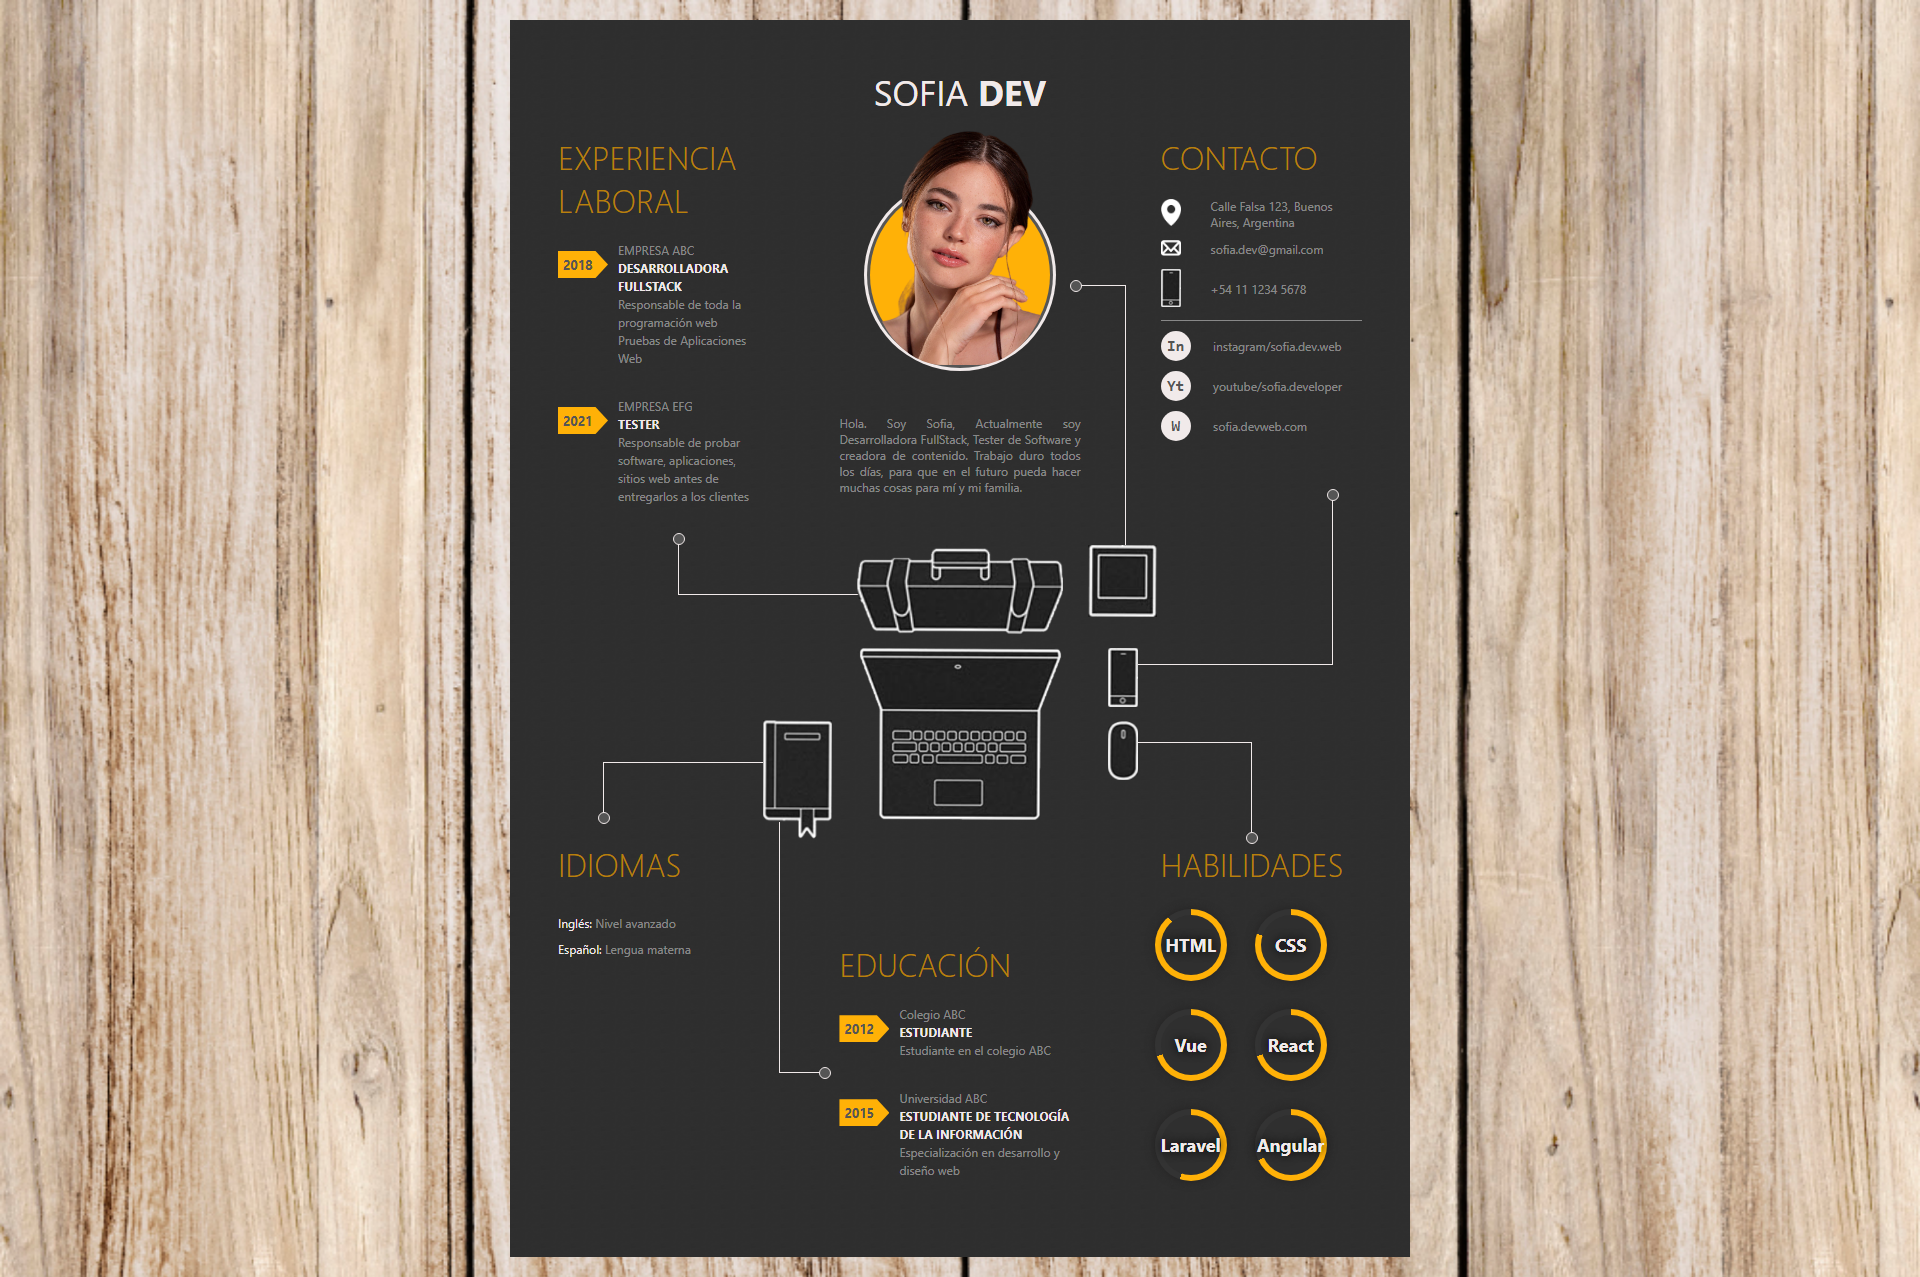 SOFIA DEV
EXPERIENCIA
LABORAL
2018
EMPRESA ABC
DESARROLLADORA
FULLSTACK
Responsable de toda la
programación web
Pruebas de Aplicaciones
Web
2021
EMPRESA EFG
TESTER
Responsable de probar
software, aplicaciones,
sitios web antes de
entregarlos a los clientes
Hola. Soy Sofia, Actualmente soy
Desarrolladora FullStack, Tester de Software y
creadora de contenido. Trabajo duro todos
los días, para que en el futuro pueda hacer
muchas cosas para mí y mi familia.
CONTACTO
Calle Falsa 123, Buenos
Aires, Argentina
sofia.dev@gmail.com
+54 11 1234 5678
In instagram/sofia.dev.web
Yt youtube/sofia.developer
W sofia.devweb.com
IDIOMAS
Inglés: Nivel avanzado
Español: Lengua materna
EDUCACIÓN
2012
Colegio ABC
ESTUDIANTE
Estudiante en el colegio ABC
2015
Universidad ABC
ESTUDIANTE DE TECNOLOGÍA
DE LA INFORMACIÓN
Especialización en desarrollo y
diseño web
HABILIDADES
HTML
CSS
Vue
React
Laravel
Angular